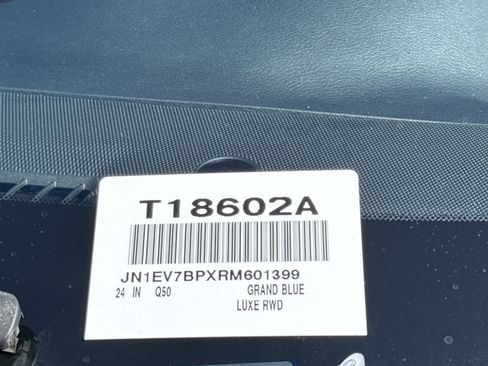 T18602A
JN1EV7BPXRM601399
24 IN Q50 GRAND BLUE
LUXE RWD